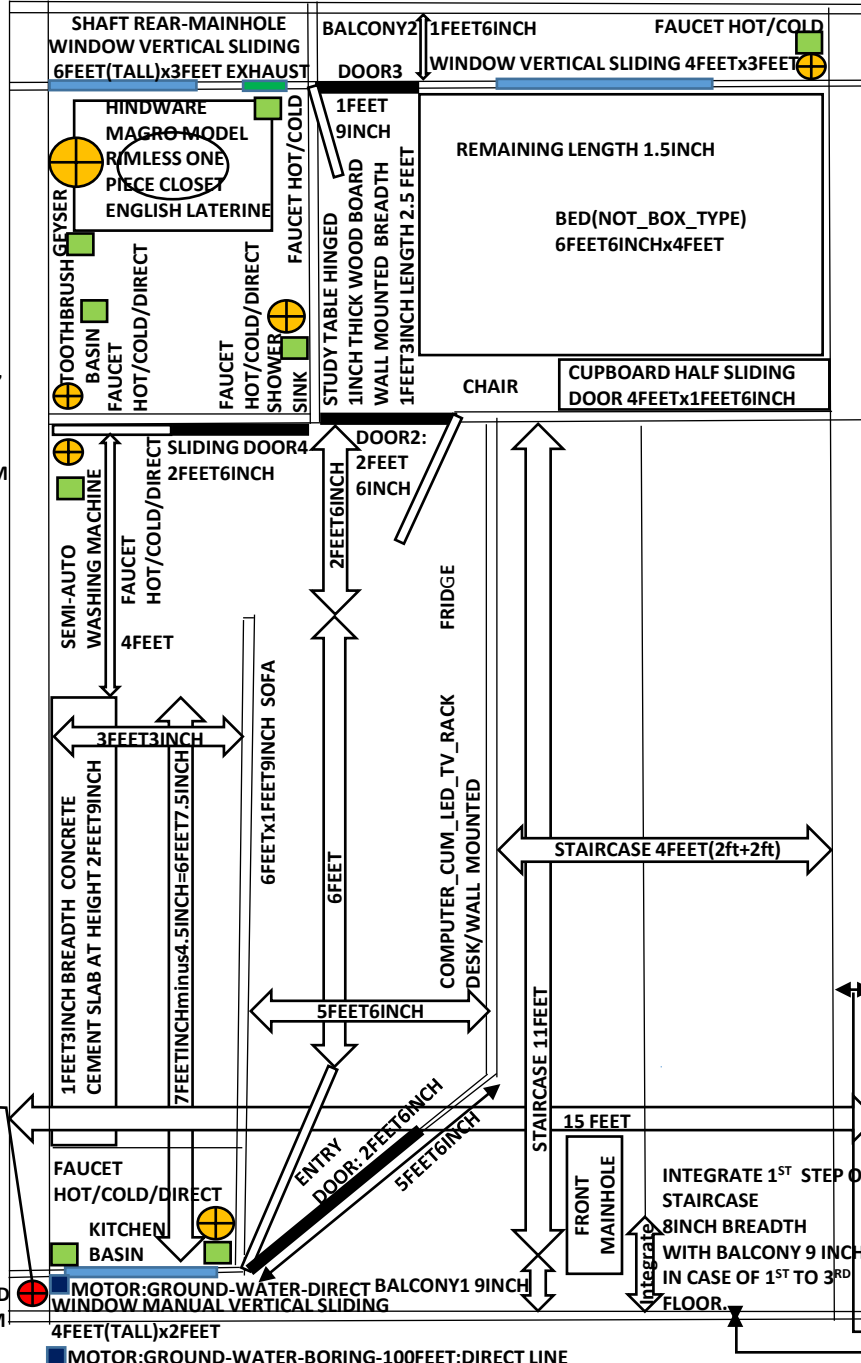 SHAFT REAR-MAINHOLE
WINDOW VERTICAL SLIDING
6FEET(TALL)x3FEET EXHAUST
BALCONY2 1FEET6INCH
FAUCET HOT/COLD
DOOR3
WINDOW VERTICAL SLIDING 4FEETx3FEET
1FEET
9INCH
HINDWARE
MAGRO MODEL
RIMLESS ONE
PIECE CLOSET
ENGLISH LATERINE
FAUCET HOT/COLD
REMAINING LENGTH 1.5INCH
BED(NOT_BOX_TYPE)
6FEET6INCHx4FEET
GEYSER
TOOTHBRUSH
BASIN
FAUCET
HOT/COLD/DIRECT
FAUCET
HOT/COLD/DIRECT
SHOWER
SINK
STUDY TABLE HINGED
1INCH THICK WOOD BOARD
WALL MOUNTED BREADTH
1FEET3INCH LENGTH 2.5 FEET
CHAIR
CUPBOARD HALF SLIDING
DOOR 4FEETx1FEET6INCH
SLIDING DOOR4
2FEET6INCH
DOOR2:
2FEET
6INCH
M
2FEET6INCH
SEMI-AUTO
WASHING MACHINE
FAUCET
HOT/COLD/DIRECT
4FEET
FRIDGE
3FEET3INCH
6FEETx1FEET9INCH SOFA
1FEET3INCH BREADTH CONCRETE
CEMENT SLAB AT HEIGHT 2FEET9INCH
7FEETINCHminus4.5INCH=6FEET7.5INCH
6FEET
COMPUTER_CUM_LED_TV_RACK
DESK/WALL MOUNTED
STAIRCASE 4FEET(2ft+2ft)
5FEET6INCH
STAIRCASE 11FEET
15 FEET
ENTRY
DOOR: 2FEET6INCH
5FEET6INCH
FRONT
MAINHOLE
FAUCET
HOT/COLD/DIRECT
KITCHEN
BASIN
Integrate
INTEGRATE 1ST STEP O
STAIRCASE
8INCH BREADTH
WITH BALCONY 9 INCH
IN CASE OF 1ST TO 3RD
FLOOR.
D
MOTOR:GROUND-WATER-DIRECT
BALCONY1 9INCH
M
WINDOW MANUAL VERTICAL SLIDING
4FEET(TALL)x2FEET
MOTOR:GROUND-WATER-BORING-100FEET:DIRECT LINE